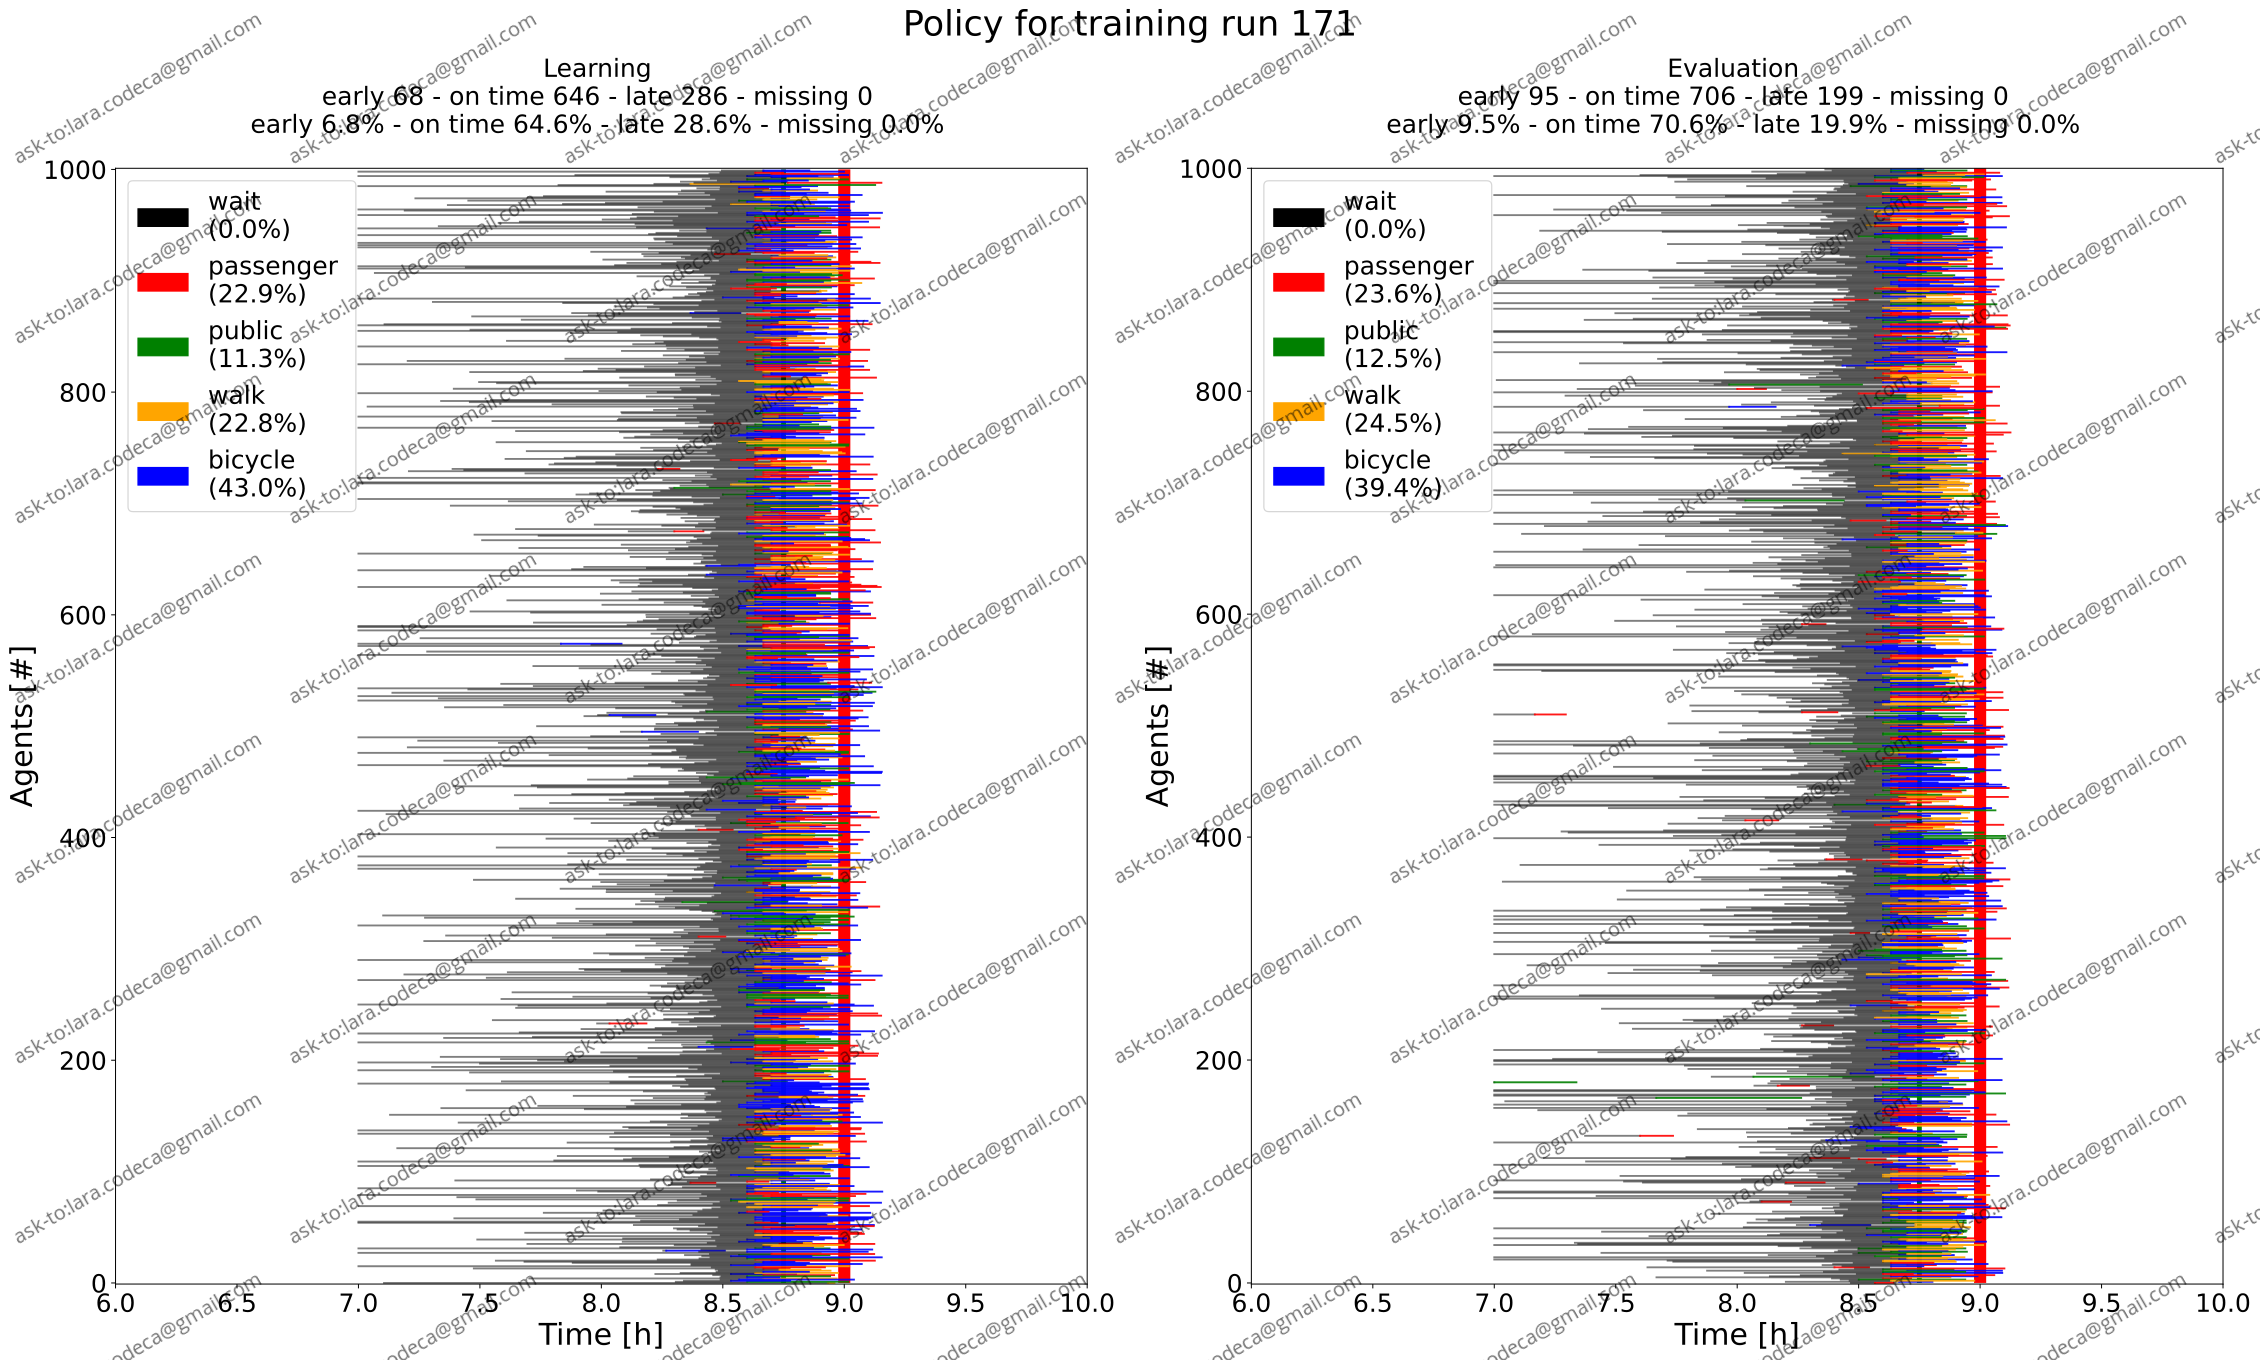 Policy for training run 171
Learning
early 68 - on time 646 - late 286 - missing 0
early 6.8% - on time 64.6% - late 28.6% - missing 0.0%
Evaluation
early 95 - on time 706 - late 199 - missing 0
early 9.5% - on time 70.6% - late 19.9% - missing 0.0%
wait
(0.0%)
passenger
(22.9%)
public
(11.3%)
walk
(22.8%)
bicycle
(43.0%)
Agents [#]
1000
800
600
400
200
0
6.0 6.5 7.0 7.5 8.0 8.5 9.0 9.5 10.0
Time [h]
wait
(0.0%)
passenger
(23.6%)
public
(12.5%)
walk
(24.5%)
bicycle
(39.4%)
Agents [#]
1000
800
600
400
200
0
6.0 6.5 7.0 7.5 8.0 8.5 9.0 9.5 10.0
Time [h]
ask-to:lara.codeca@gmail.com